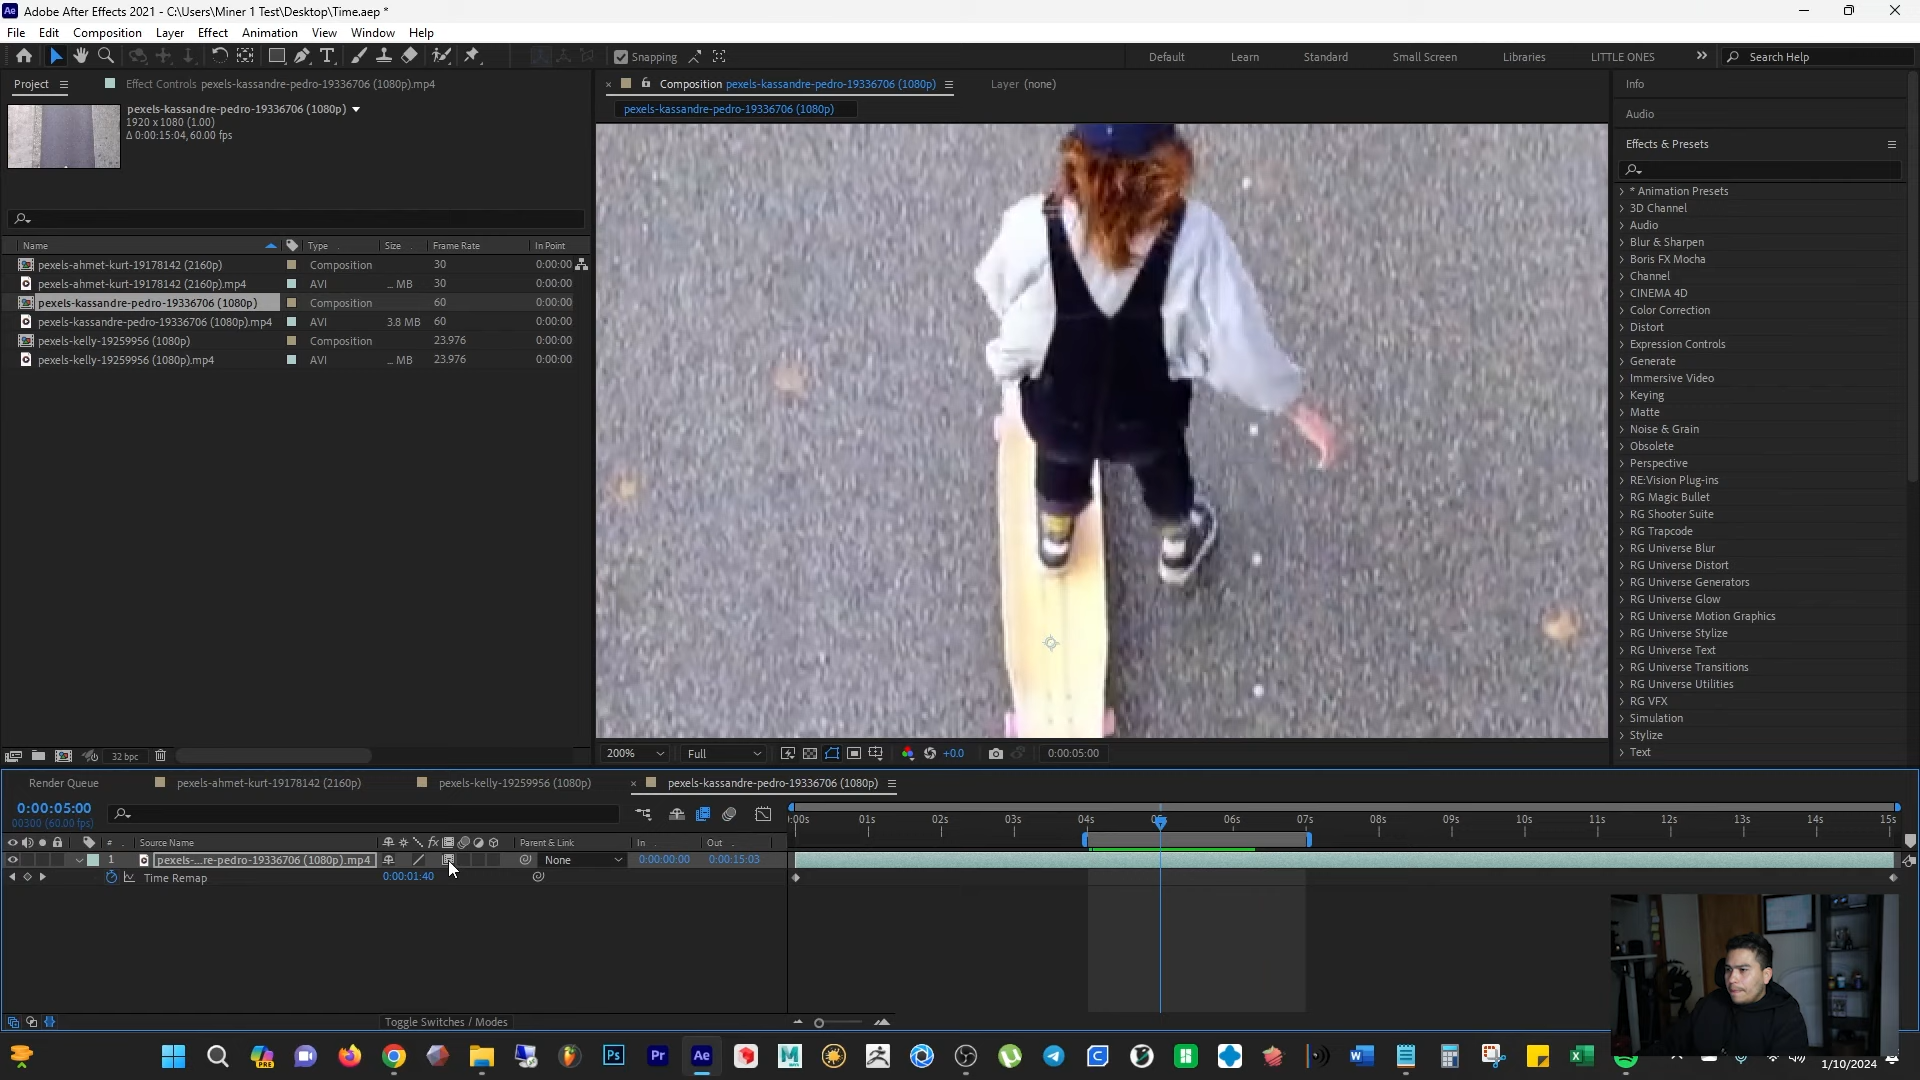 Adobe After Effects 2021 - C:\Users\Miner 1 Test\Desktop\Time.aep *
File Edit Composition Layer Effect Animation View Window Help
Snapping Default Learn Standard Small Screen Libraries LITTLE ONES Search Help
Project Effect Controls pexels-kassandre-pedro-19336706 (1080p).mp4
Composition pexels-kassandre-pedro-19336706 (1080p) Layer (none)
pexels-kassandre-pedro-19336706 (1080p)
pexels-kassandre-pedro-19336706 (1080p)
1920 x 1080 (1.00)
Δ 0:00:15:04, 60.00 fps
Name Type Size Frame Rate In Point
pexels-ahmet-kurt-19178142 (2160p) Composition 30 0:00:00
pexels-ahmet-kurt-19178142 (2160p).mp4 AVI ... MB 30 0:00:00
pexels-kassandre-pedro-19336706 (1080p) Composition 60 0:00:00
pexels-kassandre-pedro-19336706 (1080p).mp4 AVI 3.8 MB 60 0:00:00
pexels-kelly-19259956 (1080p) Composition 23.976 0:00:00
pexels-kelly-19259956 (1080p).mp4 AVI ... MB 23.976 0:00:00
32 bpc
200% Full +0.0 0:00:05:00
Info
Audio
Effects & Presets
* Animation Presets
3D Channel
Audio
Blur & Sharpen
Boris FX Mocha
Channel
CINEMA 4D
Color Correction
Distort
Expression Controls
Generate
Immersive Video
Keying
Matte
Noise & Grain
Obsolete
Perspective
RE:Vision Plug-ins
RG Magic Bullet
RG Shooter Suite
RG Trapcode
RG Universe Blur
RG Universe Distort
RG Universe Generators
RG Universe Glow
RG Universe Motion Graphics
RG Universe Stylize
RG Universe Text
RG Universe Transitions
RG Universe Utilities
RG VFX
Simulation
Stylize
Text
Render Queue pexels-ahmet-kurt-19178142 (2160p) pexels-kelly-19259956 (1080p) pexels-kassandre-pedro-19336706 (1080p)
0:00:05:00
00300 (60.00 fps)
:00s 01s 02s 03s 04s 05s 06s 07s 08s 09s 10s 11s 12s 13s 14s 15s
# Source Name Parent & Link In Out
1 pexels-...re-pedro-19336706 (1080p).mp4 None 0:00:00:00 0:00:15:03
Time Remap 0:00:01:40
Toggle Switches / Modes
1/10/2024